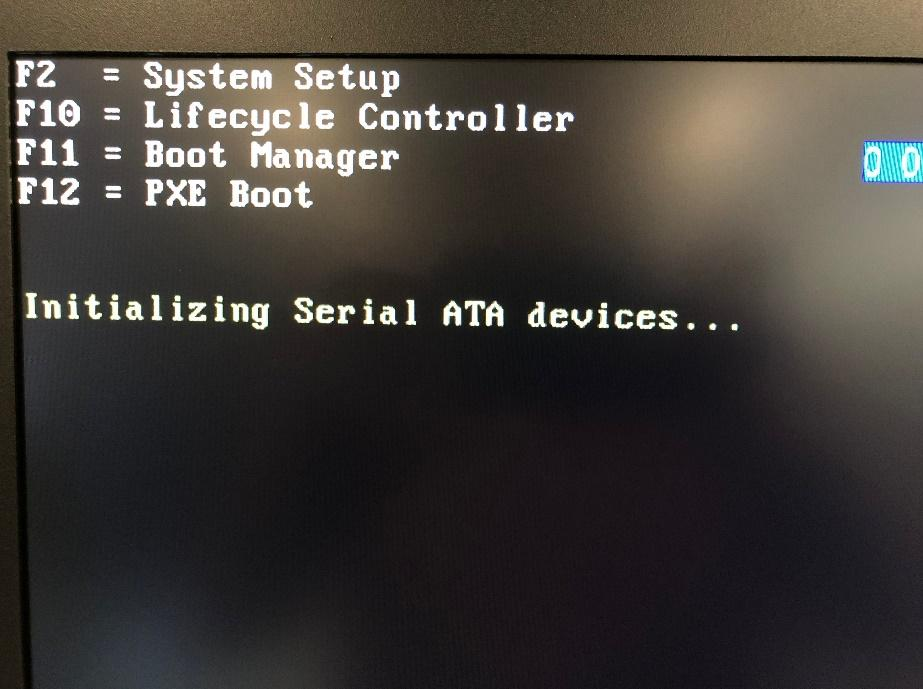 F2 = System Setup
F10 = Lifecycle Controller
F11 = Boot Manager
F12 = PXE Boot
Initializing Serial ATA devices...